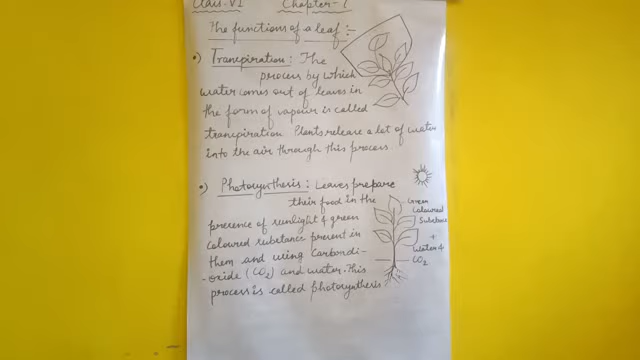 Class-VI Chapter-7
The functions of a leaf :-
•) Transpiration: The
process by which
water comes out of leaves in
the form of vapour is called
transpiration. Plants release a lot of water
into the air through this process.
•) Photosynthesis: Leaves prepare
their food in the
presence of sunlight & green
coloured substance present in
them and using Carbondi-
-oxide (CO2) and water. This
process is called photosynthesis
Green
Coloured
Substance
+
Water &
CO2